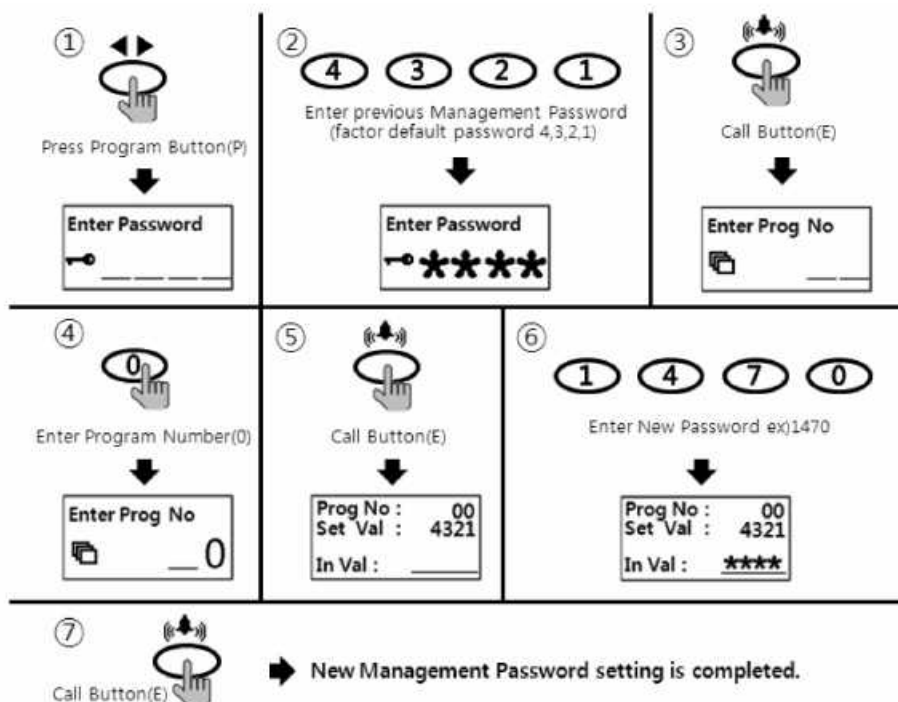 ①
Press Program Button(P)
Enter Password
②
4 3 2 1
Enter previous Management Password
(factor default password 4,3,2,1)
Enter Password
****
③
Call Button(E)
Enter Prog No
④
0
Enter Program Number(0)
Enter Prog No
_0
⑤
Call Button(E)
Prog No : 00
Set Val : 4321
In Val :
⑥
1 4 7 0
Enter New Password ex)1470
Prog No : 00
Set Val : 4321
In Val : ****
⑦
Call Button(E)
New Management Password setting is completed.